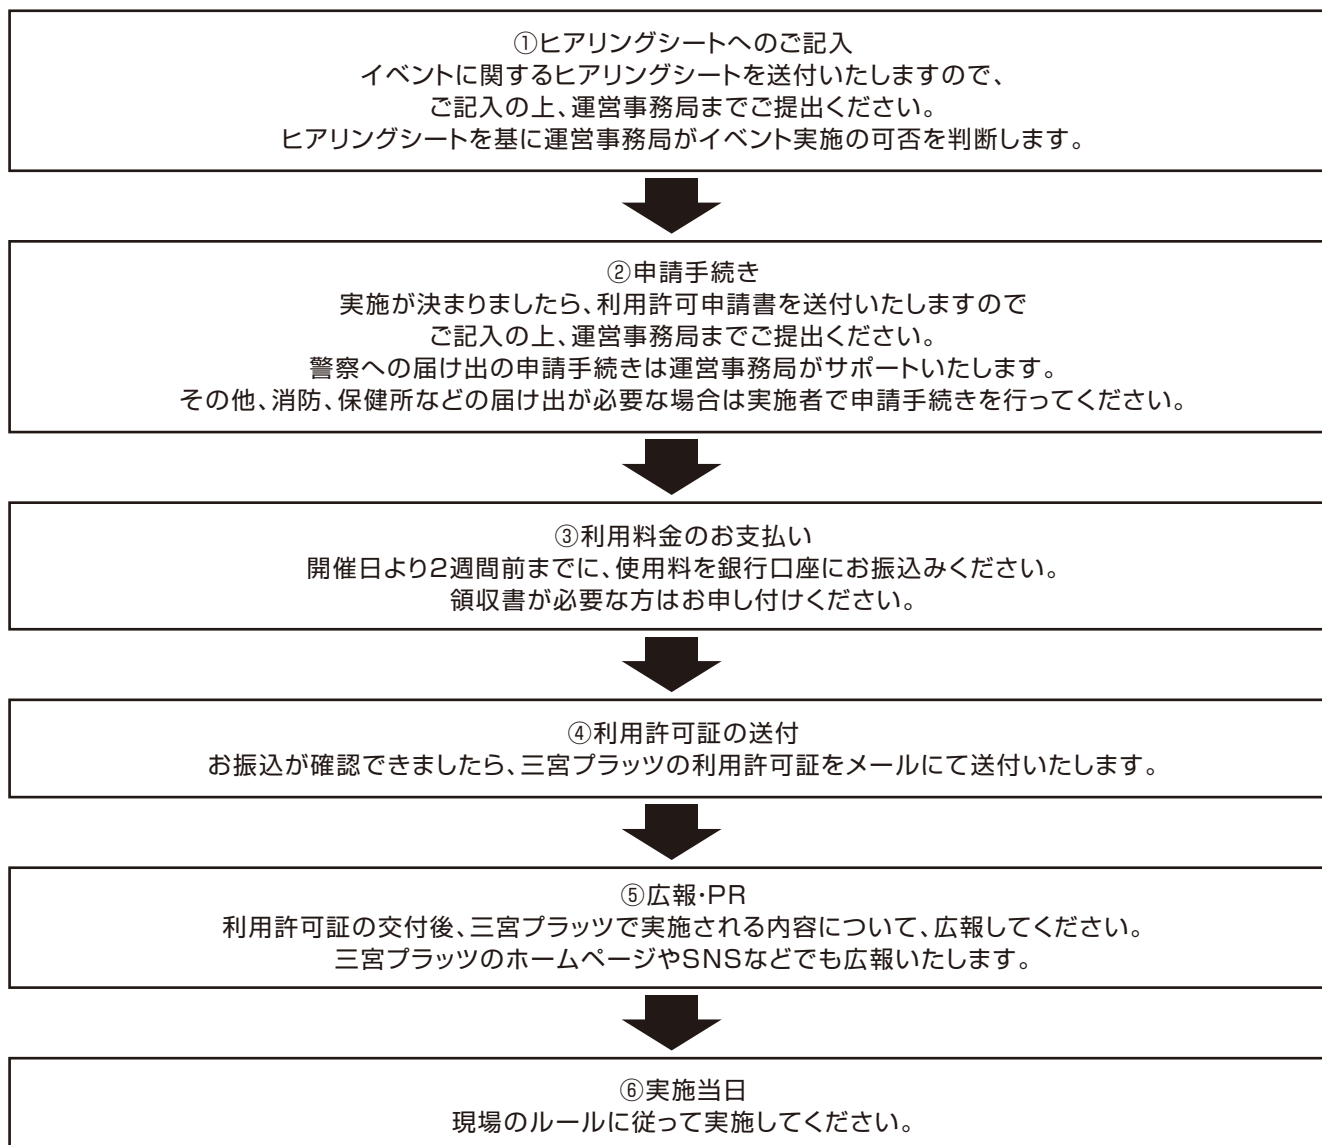 ①ヒアリングシートへのご記入
イベントに関するヒアリングシートを送付いたしますので、
ご記入の上、運営事務局までご提出ください。
ヒアリングシートを基に運営事務局がイベント実施の可否を判断します。
②申請手続き
実施が決まりましたら、利用許可申請書を送付いたしますので
ご記入の上、運営事務局までご提出ください。
警察への届け出の申請手続きは運営事務局がサポートいたします。
その他、消防、保健所などの届け出が必要な場合は実施者で申請手続きを行ってください。
③利用料金のお支払い
開催日より2週間前までに、使用料を銀行口座にお振込みください。
領収書が必要な方はお申し付けください。
④利用許可証の送付
お振込が確認できましたら、三宮プラッツの利用許可証をメールにて送付いたします。
⑤広報・PR
利用許可証の交付後、三宮プラッツで実施される内容について、広報してください。
三宮プラッツのホームページやSNSなどでも広報いたします。
⑥実施当日
現場のルールに従って実施してください。